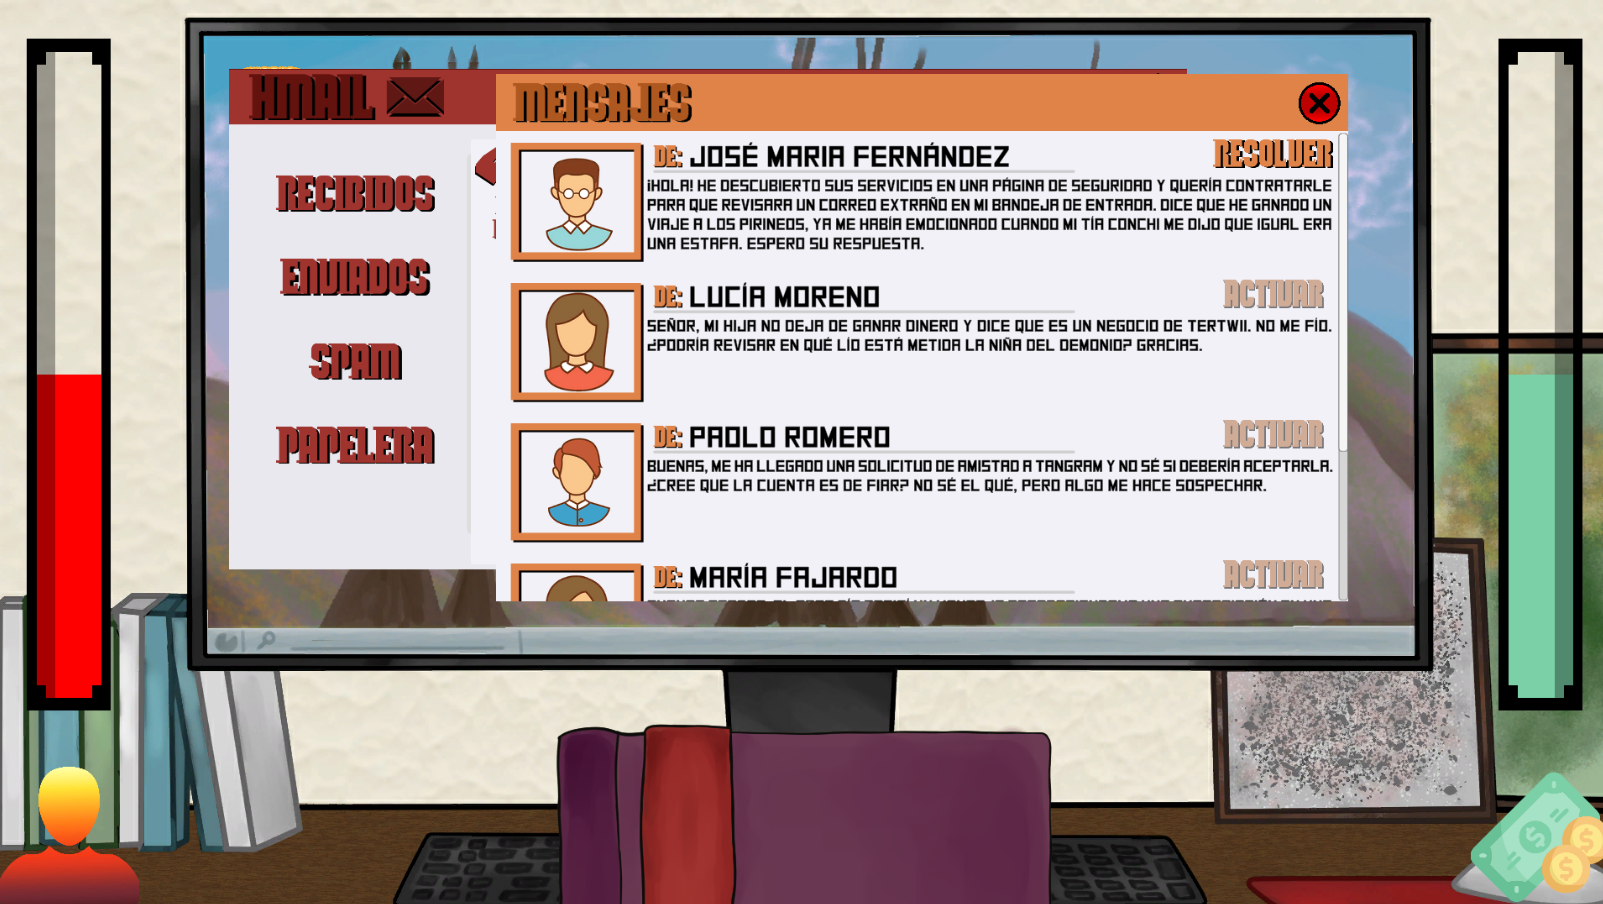 HMAIL
MENSAJES
RECIBIDOS
ENVIADOS
SPAM
PAPELERA
DE: JOSÉ MARIA FERNÁNDEZ
RESOLVER
¡HOLA! HE DESCUBIERTO SUS SERVICIOS EN UNA PÁGINA DE SEGURIDAD Y QUERÍA CONTRATARLE
PARA QUE REVISARA UN CORREO EXTRAÑO EN MI BANDEJA DE ENTRADA. DICE QUE HE GANADO UN
VIAJE A LOS PIRINEOS, YA ME HABÍA EMOCIONADO CUANDO MI TÍA CONCHI ME DIJO QUE IGUAL ERA
UNA ESTAFA. ESPERO SU RESPUESTA.
DE: LUCÍA MORENO
ACTIVAR
SEÑOR, MI HIJA NO DEJA DE GANAR DINERO Y DICE QUE ES UN NEGOCIO DE TERTWII. NO ME FÍO.
¿PODRÍA REVISAR EN QUÉ LÍO ESTÁ METIDA LA NIÑA DEL DEMONIO? GRACIAS.
DE: PAOLO ROMERO
ACTIVAR
BUENAS, ME HA LLEGADO UNA SOLICITUD DE AMISTAD A TANGRAM Y NO SÉ SI DEBERÍA ACEPTARLA.
¿CREE QUE LA CUENTA ES DE FIAR? NO SÉ EL QUÉ, PERO ALGO ME HACE SOSPECHAR.
DE: MARÍA FAJARDO
ACTIVAR